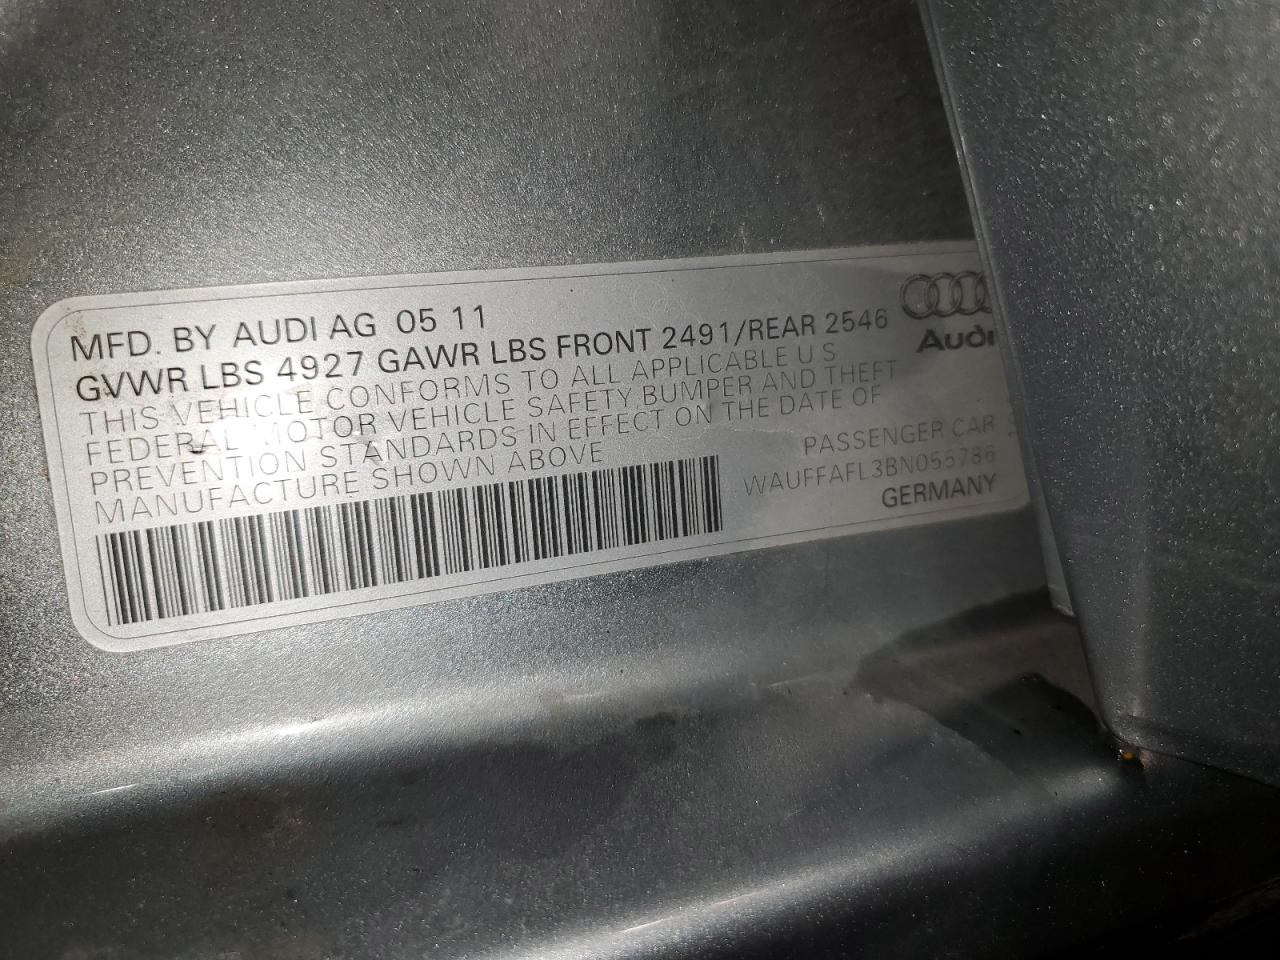 MFD. BY AUDI AG 05 11
GVWR LBS 4927 GAWR LBS FRONT 2491/REAR 2546
THIS VEHICLE CONFORMS TO ALL APPLICABLE U S
FEDERAL MOTOR VEHICLE SAFETY BUMPER AND THEFT
PREVENTION STANDARDS IN EFFECT ON THE DATE OF
MANUFACTURE SHOWN ABOVE
Audi
PASSENGER CAR
WAUFFAFL3BN055786
GERMANY